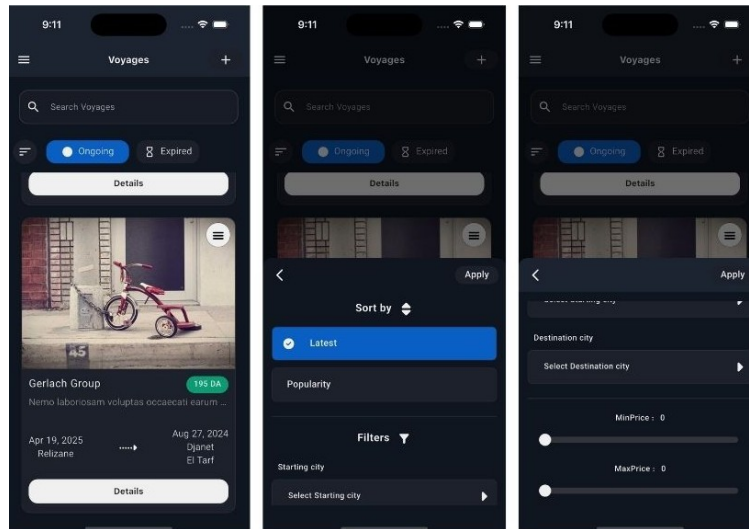 9:11
Voyages
Search Voyages
Ongoing
Expired
Details
45
Gerlach Group
195 DA
Nemo laboriosam voluptas occaecati earum ...
Apr 19, 2025
Relizane
Aug 27, 2024
Djanet
El Tarf
Details
9:11
Voyages
Search Voyages
Ongoing
Expired
Details
Apply
Sort by
Latest
Popularity
Filters
Starting city
Select Starting city
9:11
Voyages
Search Voyages
Ongoing
Expired
Details
Apply
Select Starting city
Destination city
Select Destination city
MinPrice : 0
MaxPrice : 0